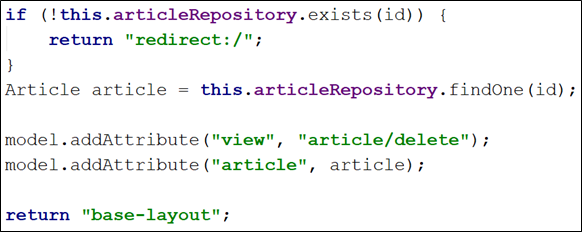 if (!this.articleRepository.exists(id)) {
    return "redirect:/";
}
Article article = this.articleRepository.findOne(id);

model.addAttribute("view", "article/delete");
model.addAttribute("article", article);

return "base-layout";